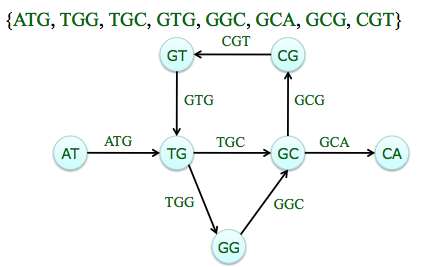 {ATG, TGG, TGC, GTG, GGC, GCA, GCG, CGT}
CGT
GT
CG
GTG
GCG
ATG
TGC
GCA
AT
TG
GC
CA
TGG
GGC
GG